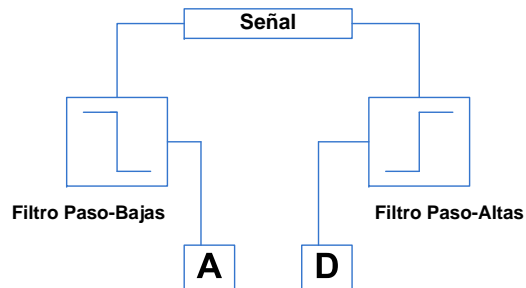 Señal
Filtro Paso-Bajas
Filtro Paso-Altas
A
D